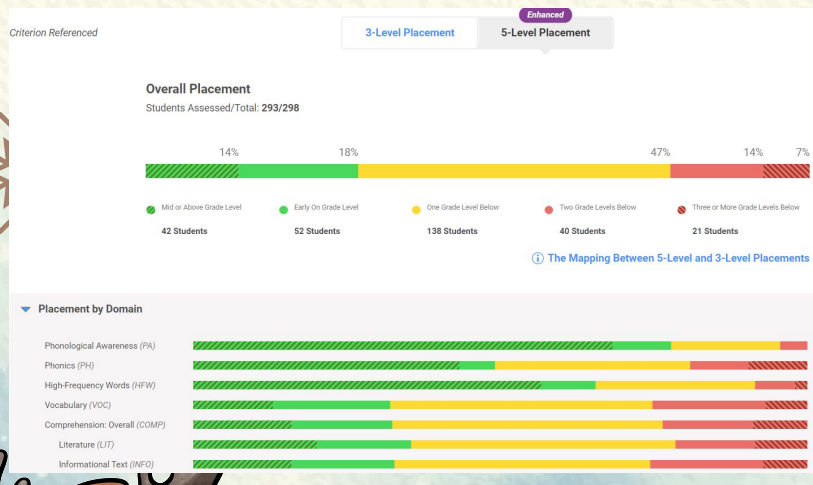 Enhanced
Criterion Referenced
3-Level Placement
5-Level Placement
Overall Placement
Students Assessed/Total: 293/298
14% 18% 47% 14% 7%
Mid or Above Grade Level
Early On Grade Level
One Grade Level Below
Two Grade Levels Below
Three or More Grade Levels Below
42 Students
52 Students
138 Students
40 Students
21 Students
The Mapping Between 5-Level and 3-Level Placements
Placement by Domain
Phonological Awareness (PA)
Phonics (PH)
High-Frequency Words (HFW)
Vocabulary (VOC)
Comprehension: Overall (COMP)
Literature (LIT)
Informational Text (INFO)